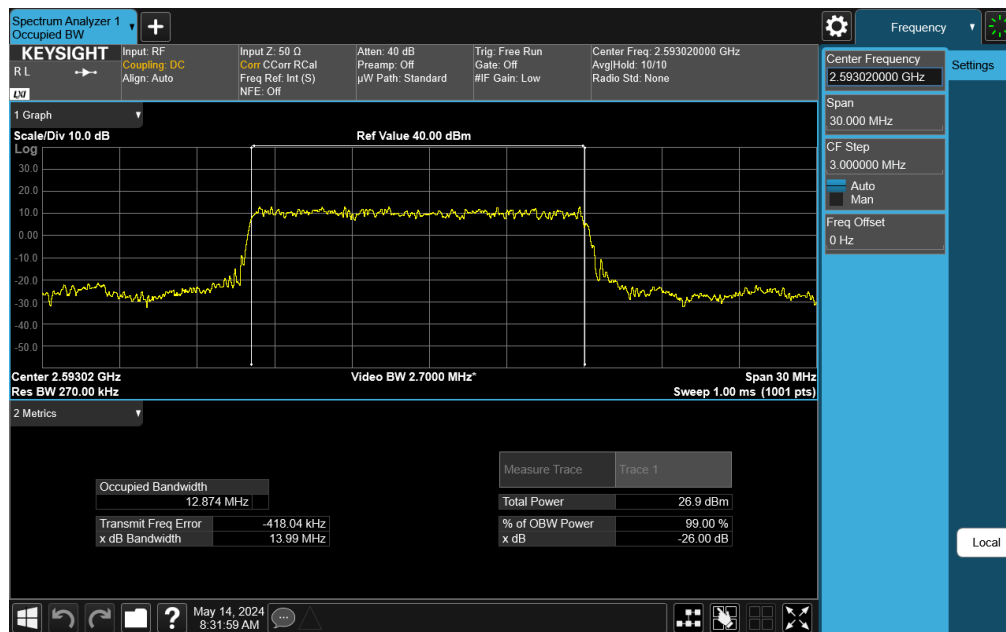 Spectrum Analyzer 1
Occupied BW
Frequency
KEYSIGHT
R L
LXI
Input: RF
Coupling: DC
Align: Auto
Input Z: 50 Ω
Corr CCorr RCal
Freq Ref: Int (S)
NFE: Off
Atten: 40 dB
Preamp: Off
µW Path: Standard
Trig: Free Run
Gate: Off
#IF Gain: Low
Center Freq: 2.593020000 GHz
Avg|Hold: 10/10
Radio Std: None
Center Frequency
2.593020000 GHz
Settings
Span
30.000 MHz
CF Step
3.000000 MHz
Auto
Man
Freq Offset
0 Hz
Local
1 Graph
Scale/Div 10.0 dB
Ref Value 40.00 dBm
Log
30.0
20.0
10.0
0.00
-10.0
-20.0
-30.0
-40.0
-50.0
Center 2.59302 GHz
Video BW 2.7000 MHz*
Span 30 MHz
Res BW 270.00 kHz
Sweep 1.00 ms (1001 pts)
2 Metrics
Measure Trace
Trace 1
Occupied Bandwidth
12.874 MHz
Total Power
26.9 dBm
Transmit Freq Error
-418.04 kHz
% of OBW Power
99.00 %
x dB Bandwidth
13.99 MHz
x dB
-26.00 dB
?
May 14, 2024
8:31:59 AM